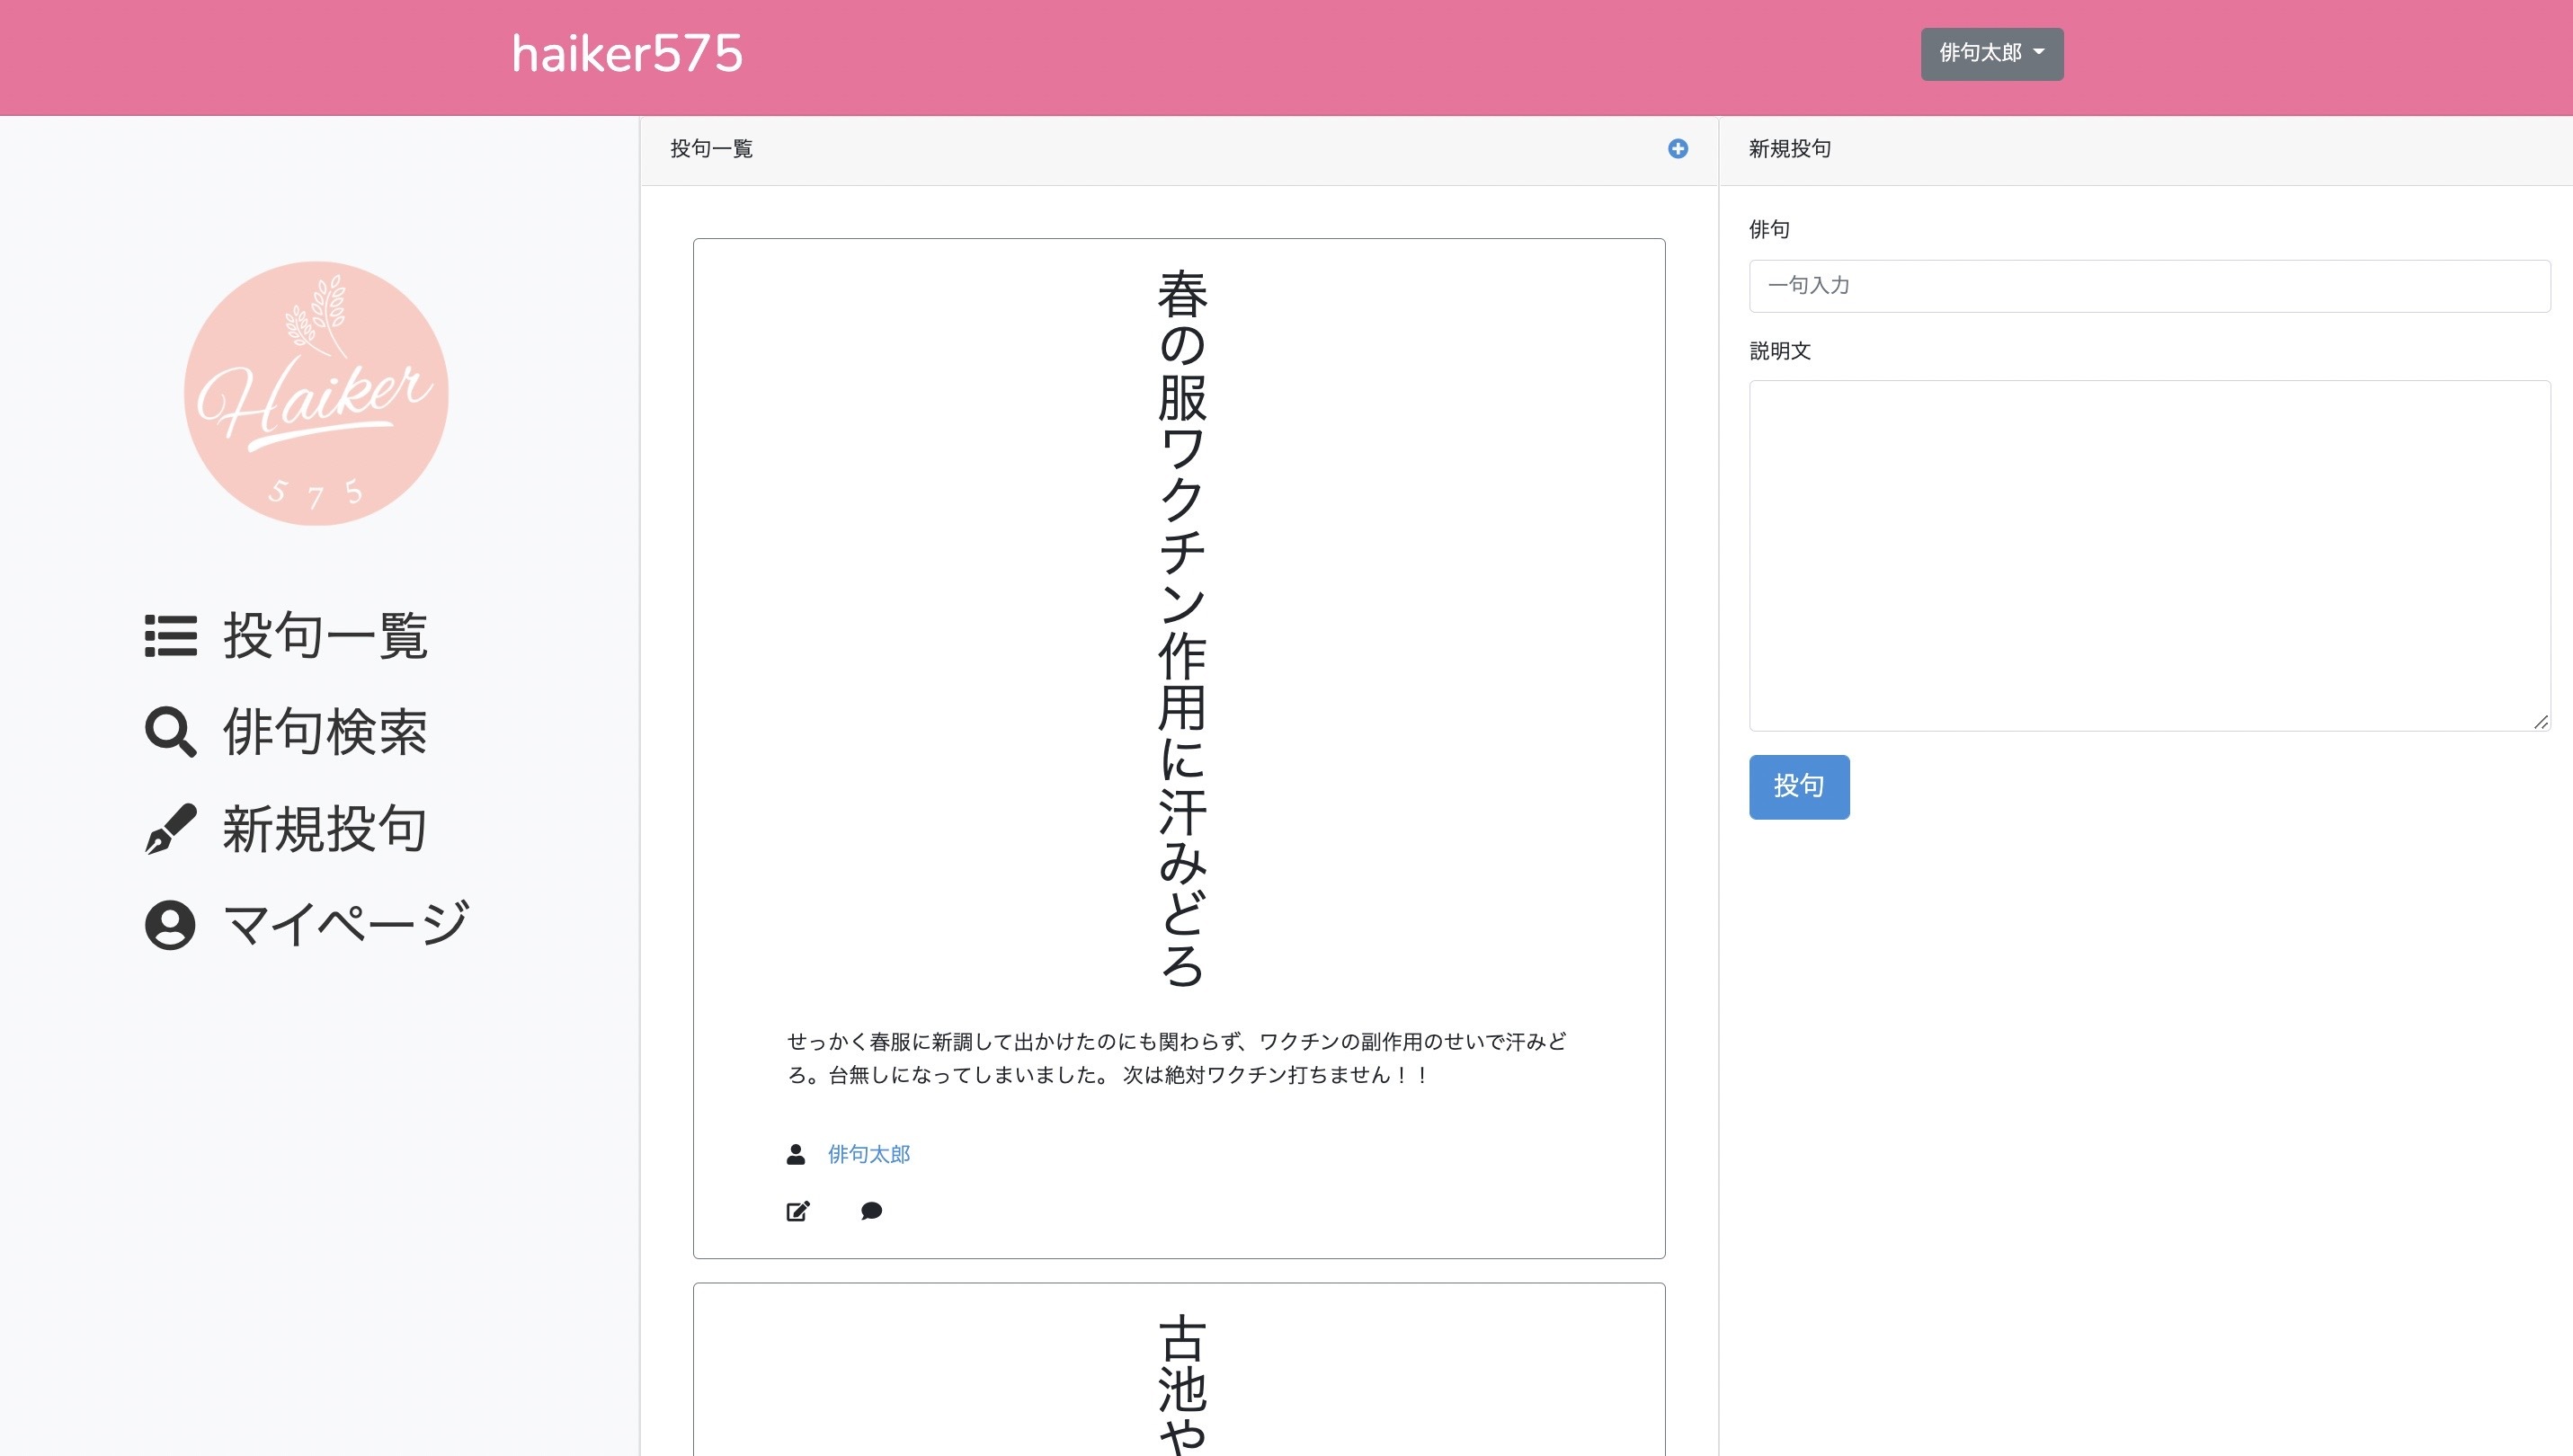 haiker575
俳句太郎
Haiker
5 7 5
投句一覧
俳句検索
新規投句
マイページ
投句一覧
春の服ワクチン作用に汗みどろ
せっかく春服に新調して出かけたのにも関わらず、ワクチンの副作用のせいで汗みど
ろ。台無しになってしまいました。 次は絶対ワクチン打ちません！！
俳句太郎
古池や
新規投句
俳句
一句入力
説明文
投句